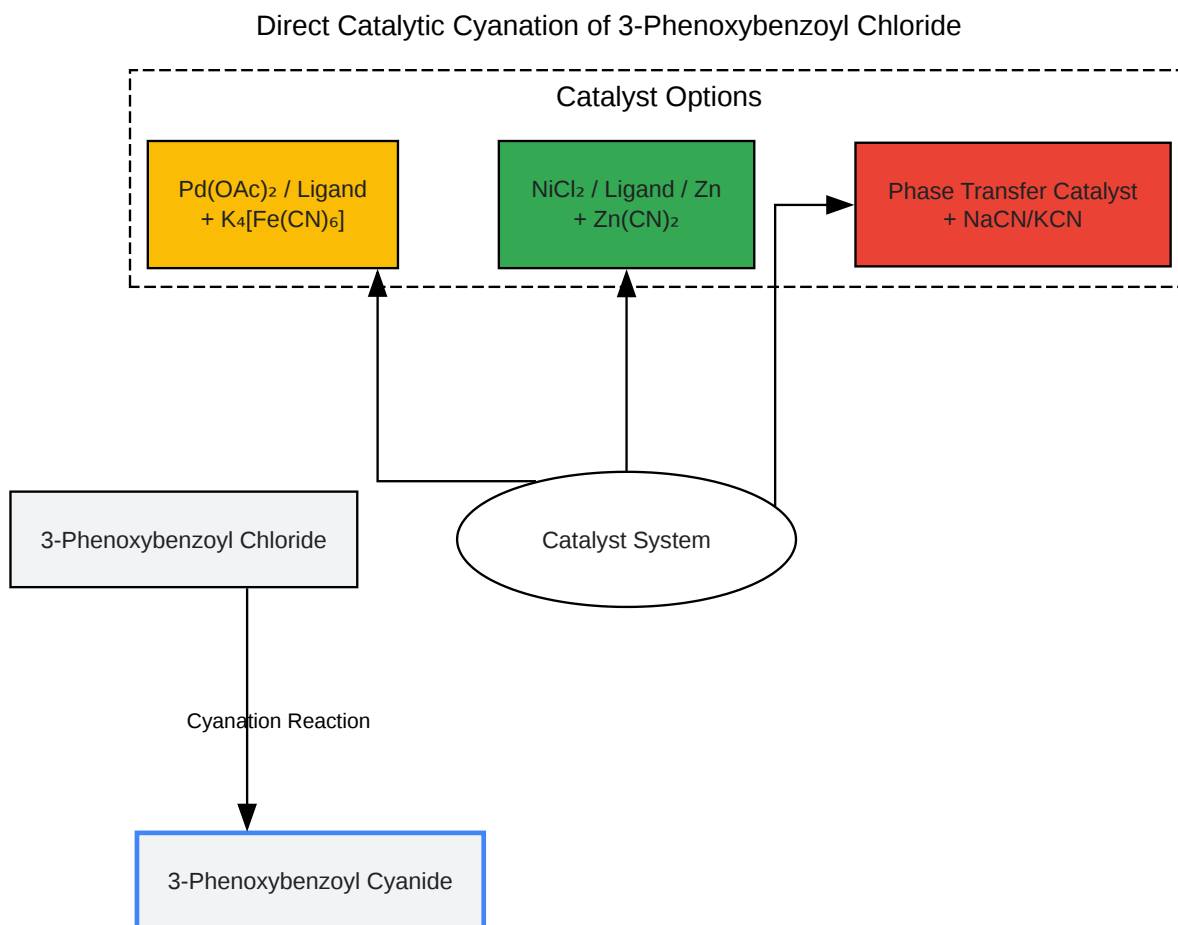 Direct Catalytic Cyanation of 3-Phenoxybenzoyl Chloride
Catalyst Options
Pd(OAc)₂ / Ligand
+ K₄[Fe(CN)₆]
NiCl₂ / Ligand / Zn
+ Zn(CN)₂
Phase Transfer Catalyst
+ NaCN/KCN
3-Phenoxybenzoyl Chloride
Catalyst System
Cyanation Reaction
3-Phenoxybenzoyl Cyanide